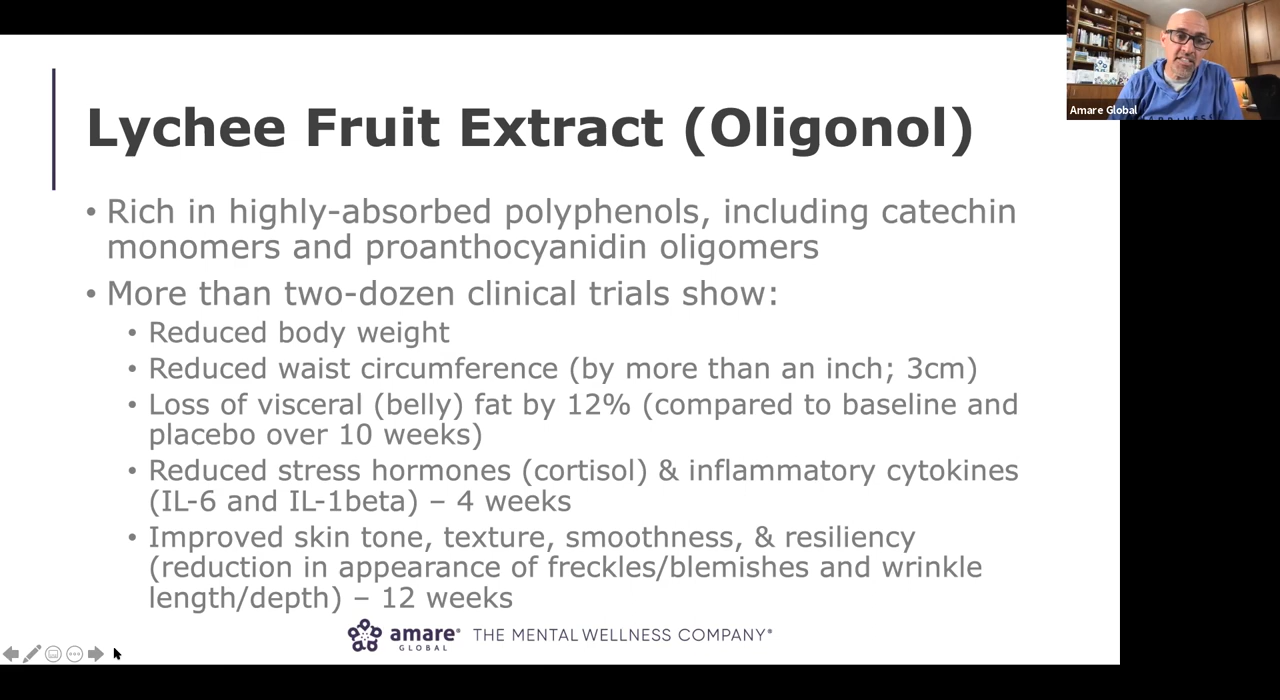 Lychee Fruit Extract (Oligonol)
• Rich in highly-absorbed polyphenols, including catechin
monomers and proanthocyanidin oligomers
• More than two-dozen clinical trials show:
• Reduced body weight
• Reduced waist circumference (by more than an inch; 3cm)
• Loss of visceral (belly) fat by 12% (compared to baseline and
placebo over 10 weeks)
• Reduced stress hormones (cortisol) & inflammatory cytokines
(IL-6 and IL-1beta) – 4 weeks
• Improved skin tone, texture, smoothness, & resiliency
(reduction in appearance of freckles/blemishes and wrinkle
length/depth) – 12 weeks
amare® THE MENTAL WELLNESS COMPANY®
GLOBAL
Amare Global